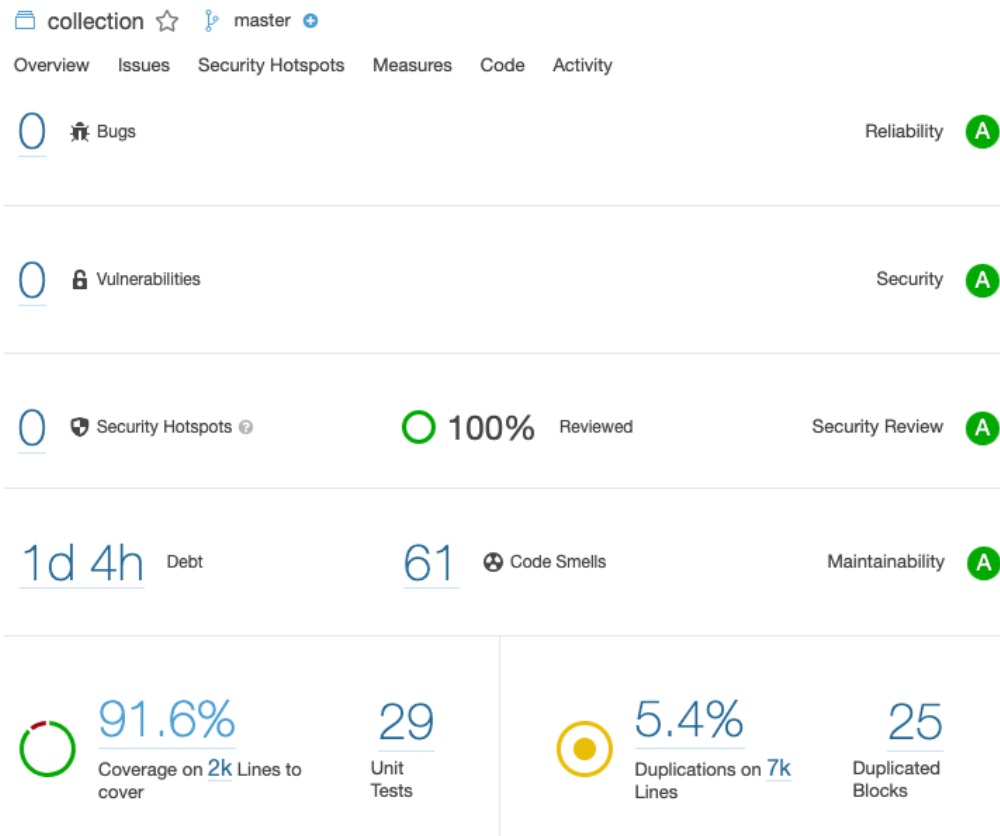 collection master
Overview Issues Security Hotspots Measures Code Activity
0 Bugs Reliability A
0 Vulnerabilities Security A
0 Security Hotspots ? 100% Reviewed Security Review A
1d 4h Debt 61 Code Smells Maintainability A
91.6% 29 5.4% 25
Coverage on 2k Lines to cover
Unit Tests
Duplications on 7k Lines
Duplicated Blocks